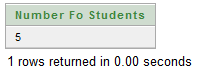 Number Fo Students
5
1 rows returned in 0.00 seconds